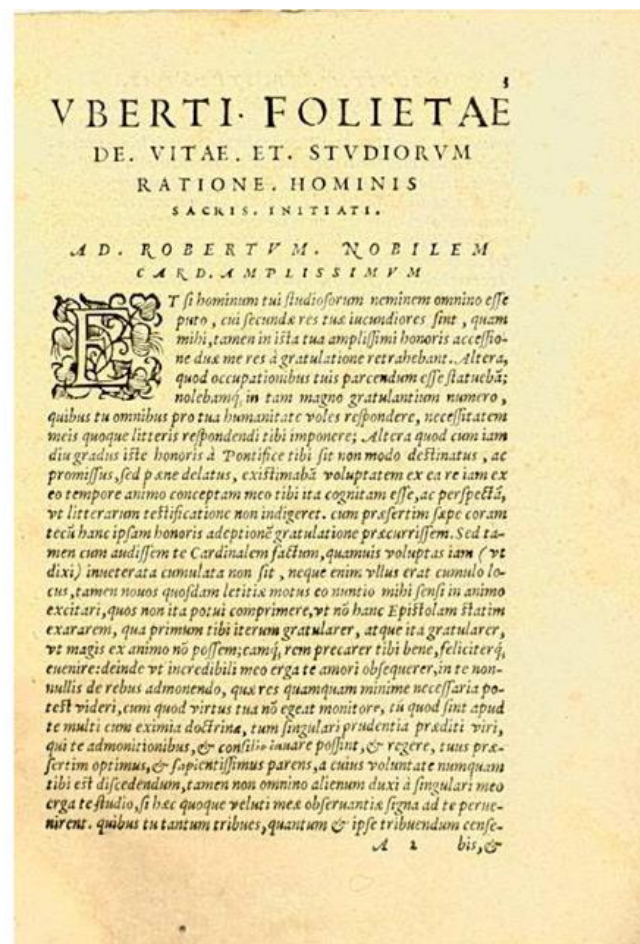 3
VBERTI· FOLIETAE
DE. VITAE. ET. STVDIORVM
RATIONE. HOMINIS
SACRIS. INITIATI.
AD. ROBERTVM. NOBILEM
CARD. AMPLISSIMVM
ET si hominum tui studiosorum neminem omnino esse
puto, cui secundæ res tuæ iucundiores sint, quam
mihi, tamen in ista tua amplissimi honoris accessio-
ne duæ me res à gratulatione retrahebant. Altera,
quod occupationibus tuis parcendum esse statuebã;
nolebamq́, in tam magno gratulantium numero,
quibus tu omnibus pro tua humanitate voles respondere, necessitatem
meis quoque litteris respondendi tibi imponere; Altera quod cum iam
diu gradus iste honoris à Pontifice tibi sit non modo destinatus, ac
promissus, sed pæne delatus, existimabã voluptatem ex ea re iam ex
eo tempore animo conceptam meo tibi ita cognitam esse, ac perspectã,
vt litterarum testificatione non indigeret. cum præsertim sæpe coram
tecũ hanc ipsam honoris adeptionẽ gratulatione præcurrissem. Sed ta-
men cum audissem te Cardinalem factum, quamuis voluptas iam (vt
dixi) inueterata cumulata non sit, neque enim vllus erat cumulo lo-
cus, tamen nouos quosdam letitiæ motus eo nuntio mihi sensi in animo
excitari, quos non ita potui comprimere, vt nõ hanc Epistolam statim
exararem, qua primum tibi iterum gratularer, atque ita gratularer,
vt magis ex animo nõ possem; eamq́, rem precarer tibi bene, feliciterq́,
euenire: deinde vt incredibili meo erga te amori obsequerer, in te non-
nullis de rebus admonendo, quæ res quamquam minime necessaria po-
test videri, cum quod virtus tua nõ egeat monitore, tũ quod sint apud
te multi cum eximia doctrina, tum singulari prudentia præditi viri,
qui te admonitionibus, & consilio iuuare possint, & regere, tuus præ-
sertim optimus, & sapientissimus parens, a cuius voluntate numquam
tibi est discedendum, tamen non omnino alienum duxi à singulari meo
erga te studio, si hæc quoque veluti meæ obseruantiæ signa ad te perue-
nirent. quibus tu tantum tribues, quantum & ipse tribuendum cense-
A 2 bis, &